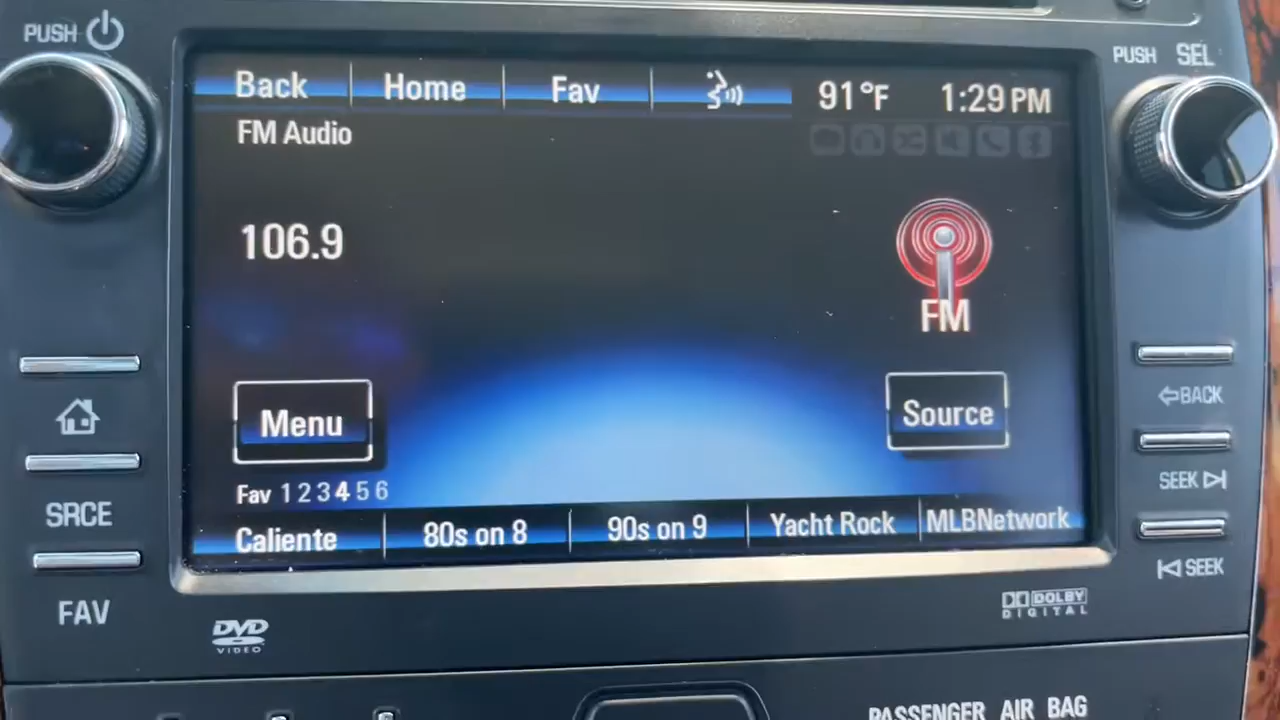 PUSH
PUSH SEL
Back Home Fav 91°F 1:29 PM
FM Audio
106.9
FM
Menu
Source
Fav 1 2 3 4 5 6
Caliente 80s on 8 90s on 9 Yacht Rock MLBNetwork
SRCE
FAV
BACK
SEEK
SEEK
DVD
VIDEO
DOLBY
DIGITAL
PASSENGER AIR BAG